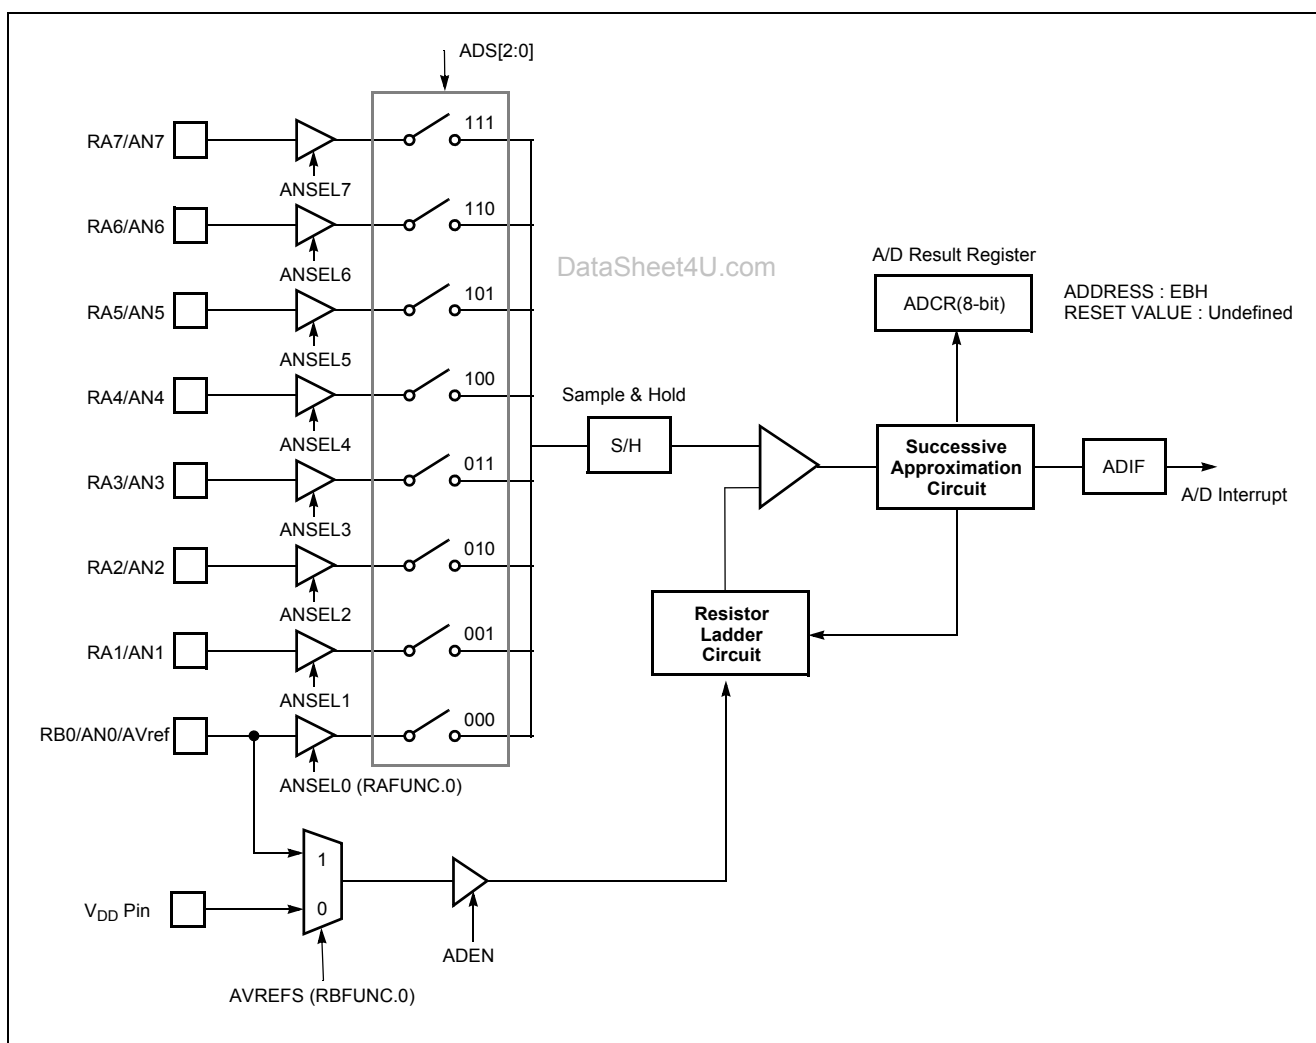 ADS[2:0]
RA7/AN7
111
ANSEL7
RA6/AN6
110
ANSEL6
DataSheet4U.com
A/D Result Register
RA5/AN5
101
ADCR(8-bit)
ADDRESS : EBH
RESET VALUE : Undefined
ANSEL5
RA4/AN4
100
Sample & Hold
ANSEL4
S/H
Successive
Approximation
Circuit
ADIF
A/D Interrupt
RA3/AN3
011
ANSEL3
RA2/AN2
010
ANSEL2
Resistor
Ladder
Circuit
RA1/AN1
001
ANSEL1
RB0/AN0/AVref
000
ANSEL0 (RAFUNC.0)
1
VDD Pin
0
ADEN
AVREFS (RBFUNC.0)